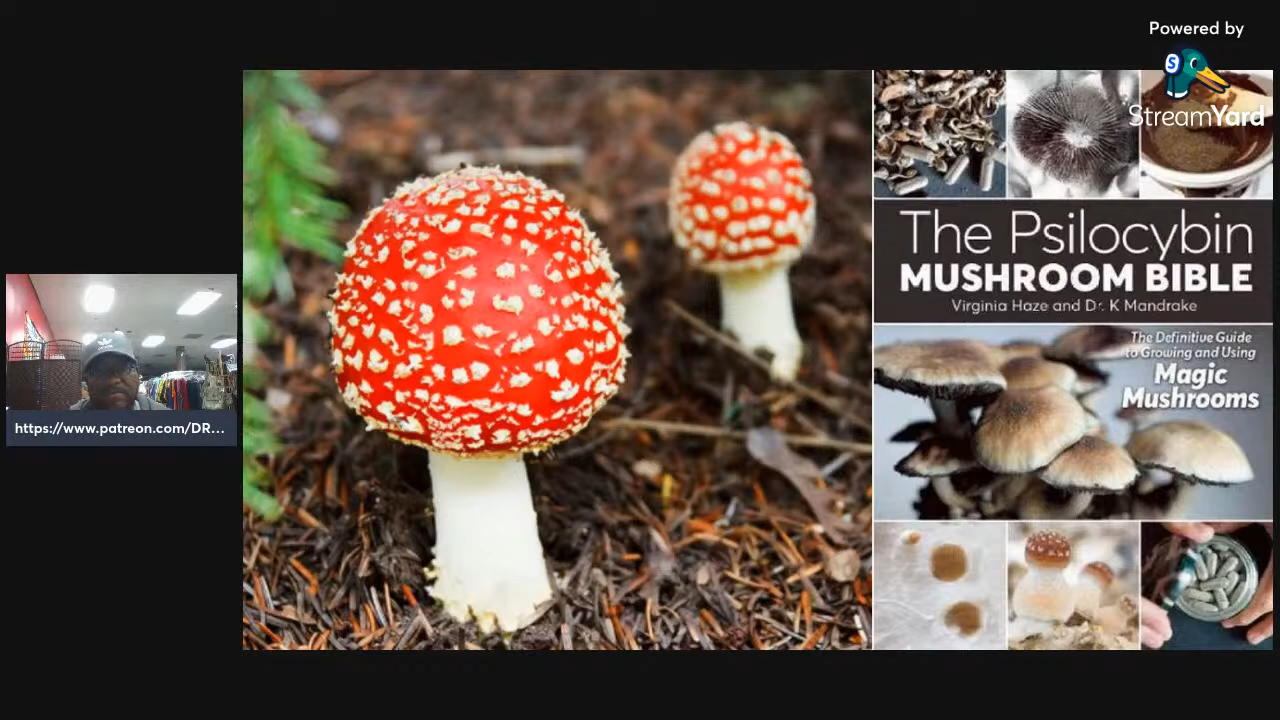 Powered by
StreamYard
The Psilocybin
MUSHROOM BIBLE
Virginia Haze and Dr. K Mandrake
The Definitive Guide
to Growing and Using
Magic
Mushrooms
https://www.patreon.com/DR...